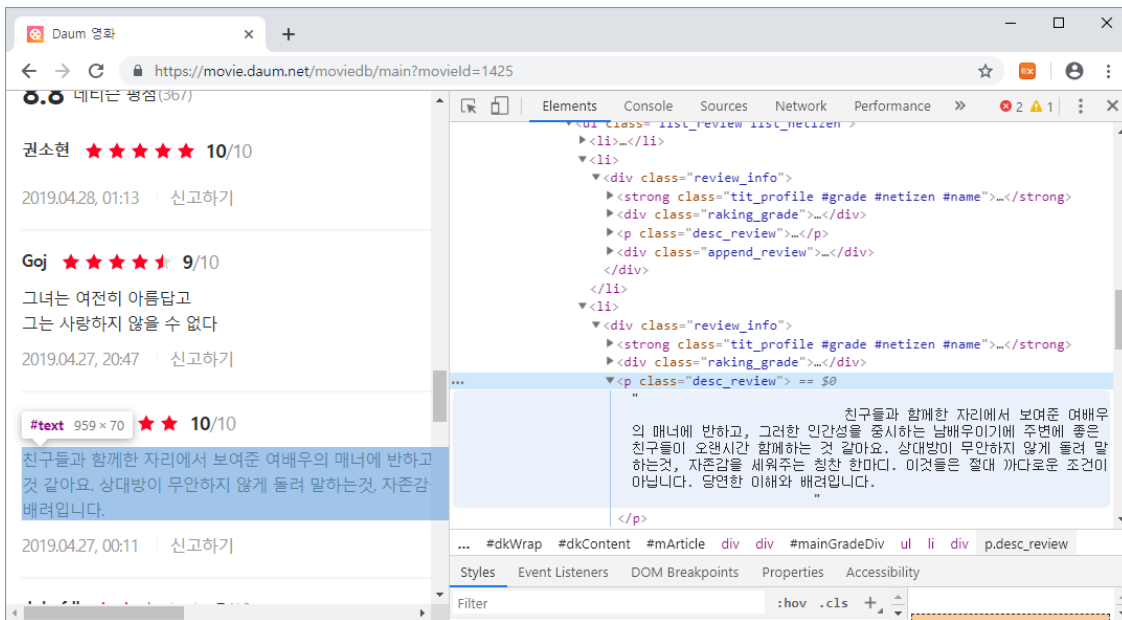 Daum 영화
https://movie.daum.net/moviedb/main?movieId=1425
8.8 네티즌 평점(367)
권소현 10/10
2019.04.28, 01:13 신고하기
Goj 9/10
그녀는 여전히 아름답고
그는 사랑하지 않을 수 없다
2019.04.27, 20:47 신고하기
#text 959 × 70
10/10
친구들과 함께한 자리에서 보여준 여배우의 매너에 반하고
것 같아요. 상대방이 무안하지 않게 돌려 말하는것, 자존감
배려입니다.
2019.04.27, 00:11 신고하기
Elements Console Sources Network Performance » 2 1
<ul class="list_review list_netizen">
▶<li>…</li>
▼<li>
▼<div class="review_info">
▶<strong class="tit_profile #grade #netizen #name">…</strong>
▶<div class="raking_grade">…</div>
▶<p class="desc_review">…</p>
▶<div class="append_review">…</div>
</div>
</li>
▼<li>
▼<div class="review_info">
▶<strong class="tit_profile #grade #netizen #name">…</strong>
▶<div class="raking_grade">…</div>
… ▼<p class="desc_review"> == $0
"
친구들과 함께한 자리에서 보여준 여배우
의 매너에 반하고, 그러한 인간성을 중시하는 남배우이기에 주변에 좋은
친구들이 오랜시간 함께하는 것 같아요. 상대방이 무안하지 않게 돌려 말
하는것, 자존감을 세워주는 칭찬 한마디. 이것들은 절대 까다로운 조건이
아닙니다. 당연한 이해와 배려입니다.
"
</p>
… #dkWrap #dkContent #mArticle div div #mainGradeDiv ul li div p.desc_review
Styles Event Listeners DOM Breakpoints Properties Accessibility
Filter :hov .cls +